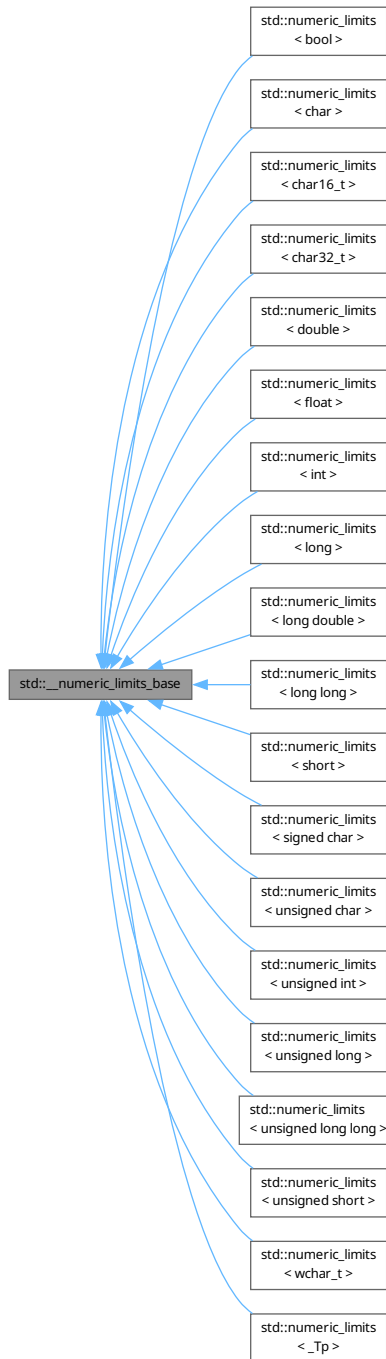 std::numeric_limits
< bool >
std::numeric_limits
< char >
std::numeric_limits
< char16_t >
std::numeric_limits
< char32_t >
std::numeric_limits
< double >
std::numeric_limits
< float >
std::numeric_limits
< int >
std::numeric_limits
< long >
std::numeric_limits
< long double >
std::__numeric_limits_base
std::numeric_limits
< long long >
std::numeric_limits
< short >
std::numeric_limits
< signed char >
std::numeric_limits
< unsigned char >
std::numeric_limits
< unsigned int >
std::numeric_limits
< unsigned long >
std::numeric_limits
< unsigned long long >
std::numeric_limits
< unsigned short >
std::numeric_limits
< wchar_t >
std::numeric_limits
< _Tp >